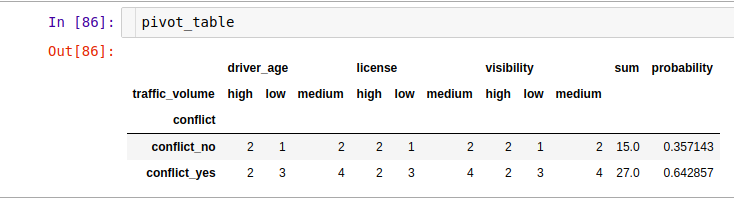 In [86]: pivot_table
Out[86]:
driver_age license visibility sum probability
traffic_volume high low medium high low medium high low medium
conflict
conflict_no 2 1 2 2 1 2 2 1 2 15.0 0.357143
conflict_yes 2 3 4 2 3 4 2 3 4 27.0 0.642857